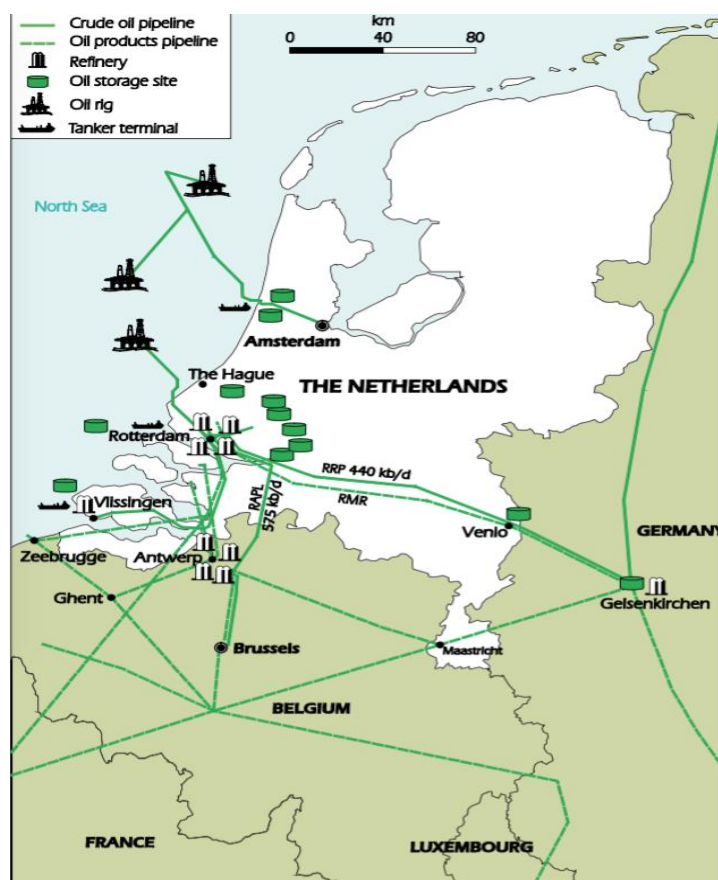 Crude oil pipeline
Oil products pipeline
Refinery
Oil storage site
Oil rig
Tanker terminal
km
0 40 80
North Sea
Amsterdam
The Hague
THE NETHERLANDS
Rotterdam
RRP 440 kb/d
RAPL
575 kb/d
RMR
Vlissingen
Venlo
GERMANY
Zeebrugge
Antwerp
Gelsenkirchen
Ghent
Brussels
Maastricht
BELGIUM
FRANCE
LUXEMBOURG